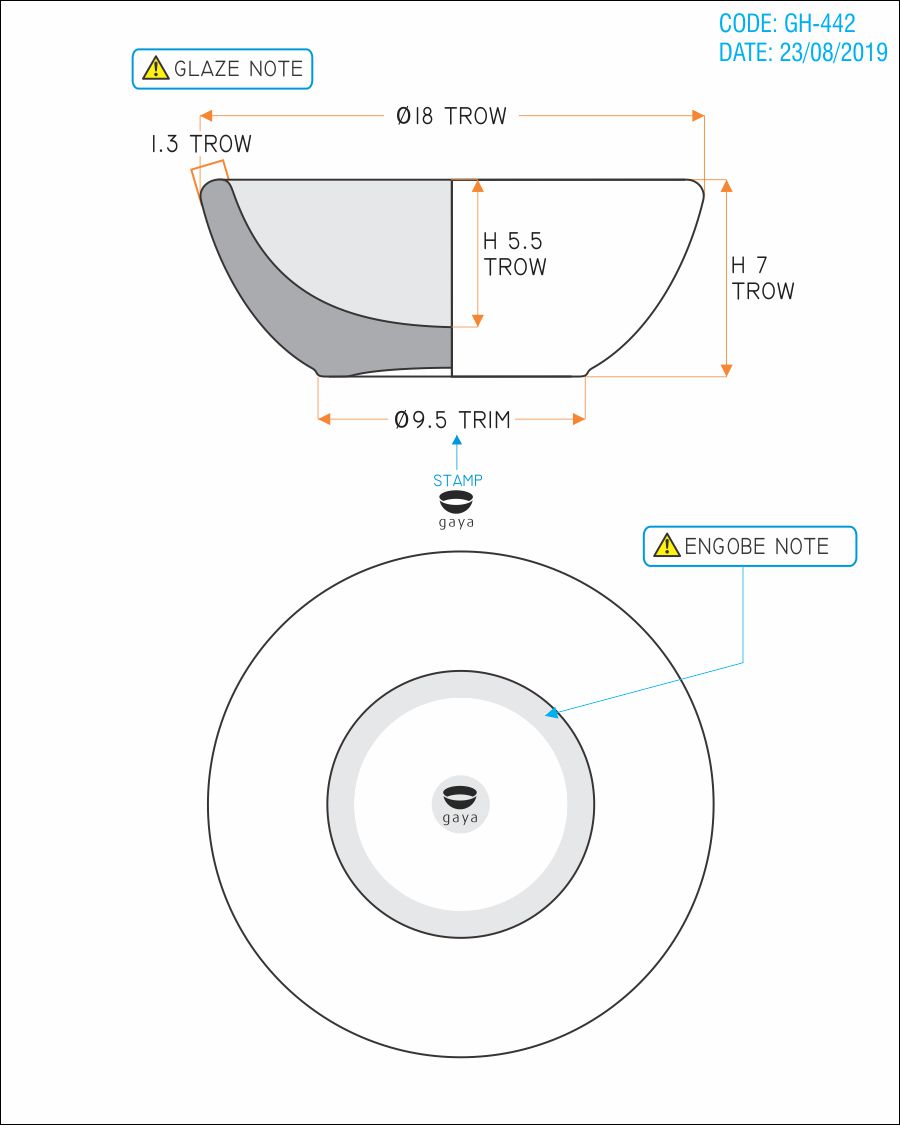 CODE: GH-442
DATE: 23/08/2019
GLAZE NOTE
Ø18 TROW
1.3 TROW
H 5.5
TROW
H 7
TROW
Ø9.5 TRIM
STAMP
gaya
ENGOBE NOTE
gaya